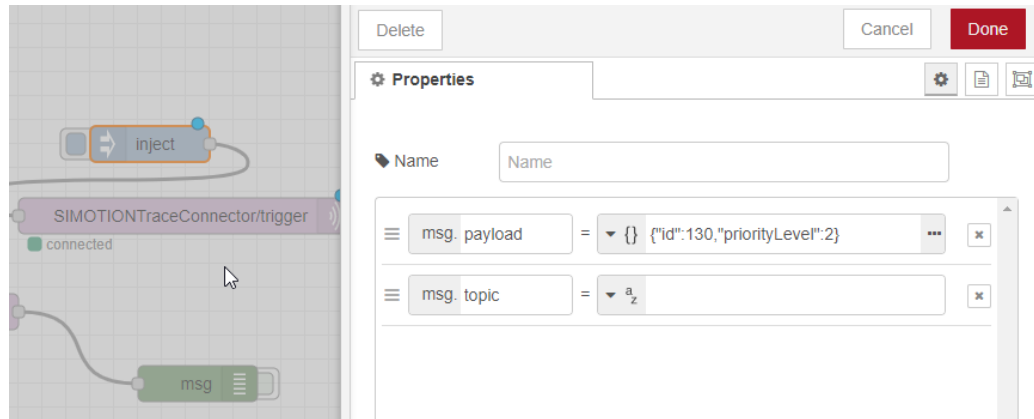 Delete
Cancel
Done
Properties
inject
Name
Name
SIMOTIONTraceConnector/trigger
connected
msg. payload = {} {"id":130,"priorityLevel":2} •••
msg. topic = az
msg